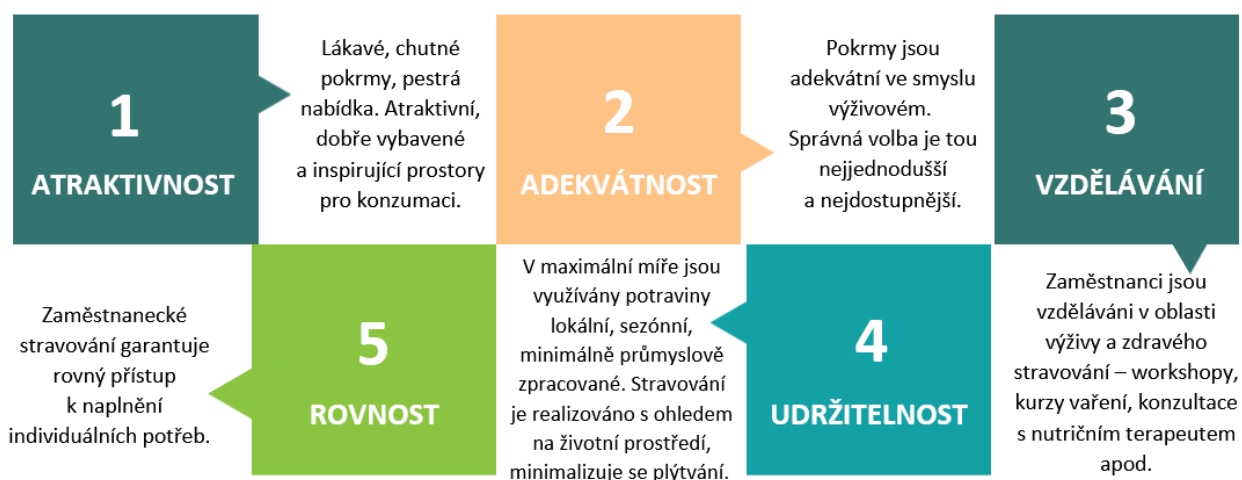 1
ATRAKTIVNOST
Lákavé, chutné
pokrmy, pestrá
nabídka. Atraktivní,
dobře vybavené
a inspirující prostory
pro konzumaci.
2
ADEKVÁTNOST
Pokrmy jsou
adekvátní ve smyslu
výživovém.
Správná volba je tou
nejjednodušší
a nejdostupnější.
3
VZDĚLÁVÁNÍ
Zaměstnanci jsou
vzděláváni v oblasti
výživy a zdravého
stravování – workshopy,
kurzy vaření, konzultace
s nutričním terapeutem
apod.
4
UDRŽITELNOST
V maximální míře jsou
využívány potraviny
lokální, sezónní,
minimálně průmyslově
zpracované. Stravování
je realizováno s ohledem
na životní prostředí,
minimalizuje se plýtvání.
5
ROVNOST
Zaměstnanecké
stravování garantuje
rovný přístup
k naplnění
individuálních potřeb.